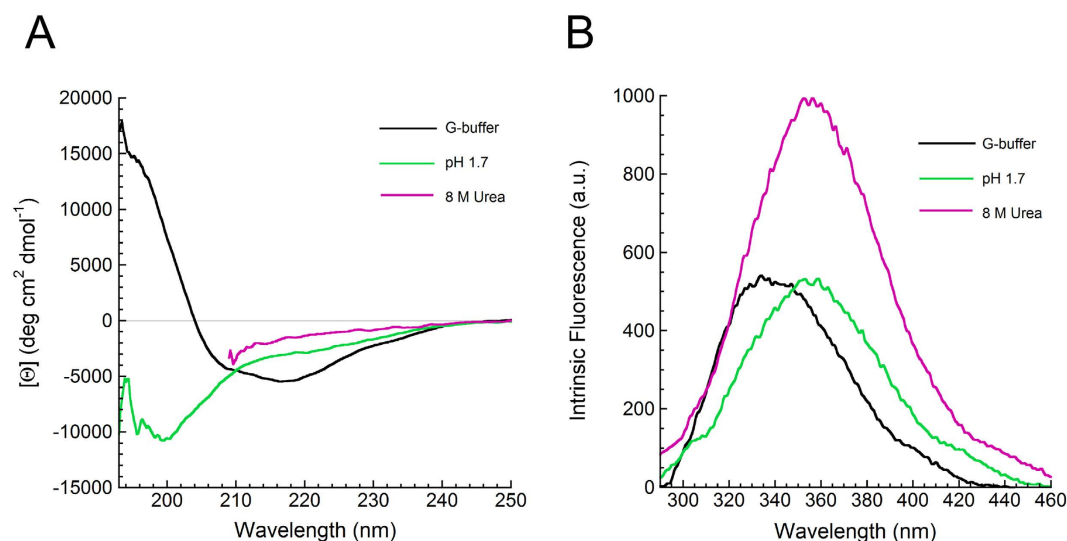 A
B
20000
15000
10000
5000
0
-5000
-10000
-15000
[Θ] (deg cm² dmol⁻¹)
G-buffer
pH 1.7
8 M Urea
200
210
220
230
240
250
Wavelength (nm)
1000
800
600
400
200
0
Intrinsic Fluorescence (a.u.)
G-buffer
pH 1.7
8 M Urea
300
320
340
360
380
400
420
440
460
Wavelength (nm)